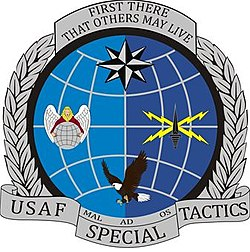 FIRST THERE
THAT OTHERS MAY LIVE
MAL AD OS
USAF SPECIAL TACTICS